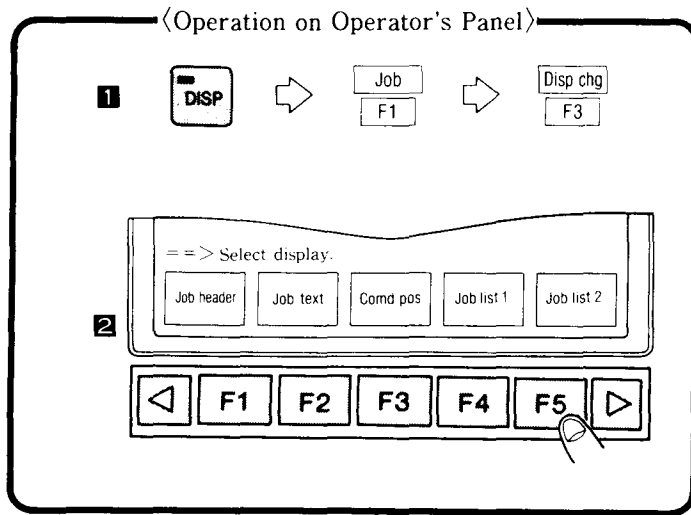 〈Operation on Operator's Panel〉
1
DISP
Job
F1
Disp chg
F3
2
==> Select display.
Job header Job text Comd pos Job list 1 Job list 2
F1 F2 F3 F4 F5